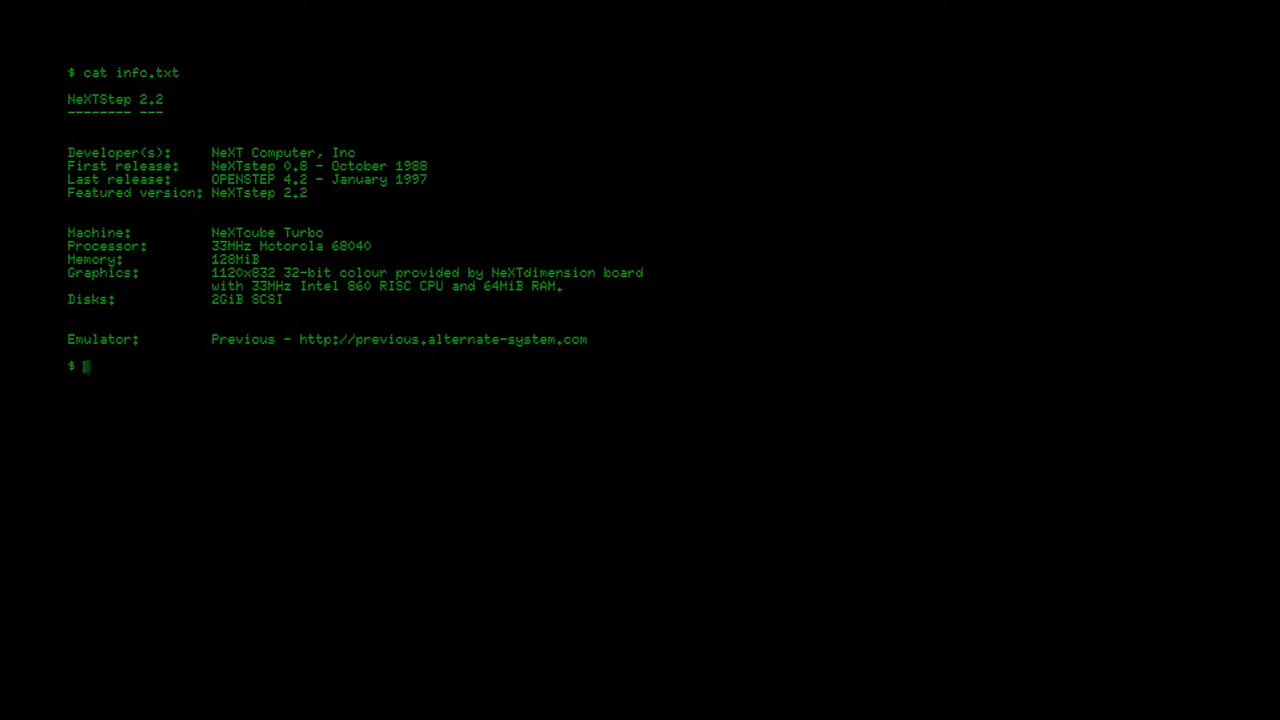 $ cat info.txt
NeXTStep 2.2
-------- ---
Developer(s): NeXT Computer, Inc
First release: NeXTstep 0.8 - October 1988
Last release: OPENSTEP 4.2 - January 1997
Featured version: NeXTstep 2.2
Machine: NeXTcube Turbo
Processor: 33MHz Motorola 68040
Memory: 128MiB
Graphics: 1120x832 32-bit colour provided by NeXTdimension board
with 33MHz Intel 860 RISC CPU and 64MiB RAM.
Disks: 2GiB SCSI
Emulator: Previous - http://previous.alternate-system.com
$